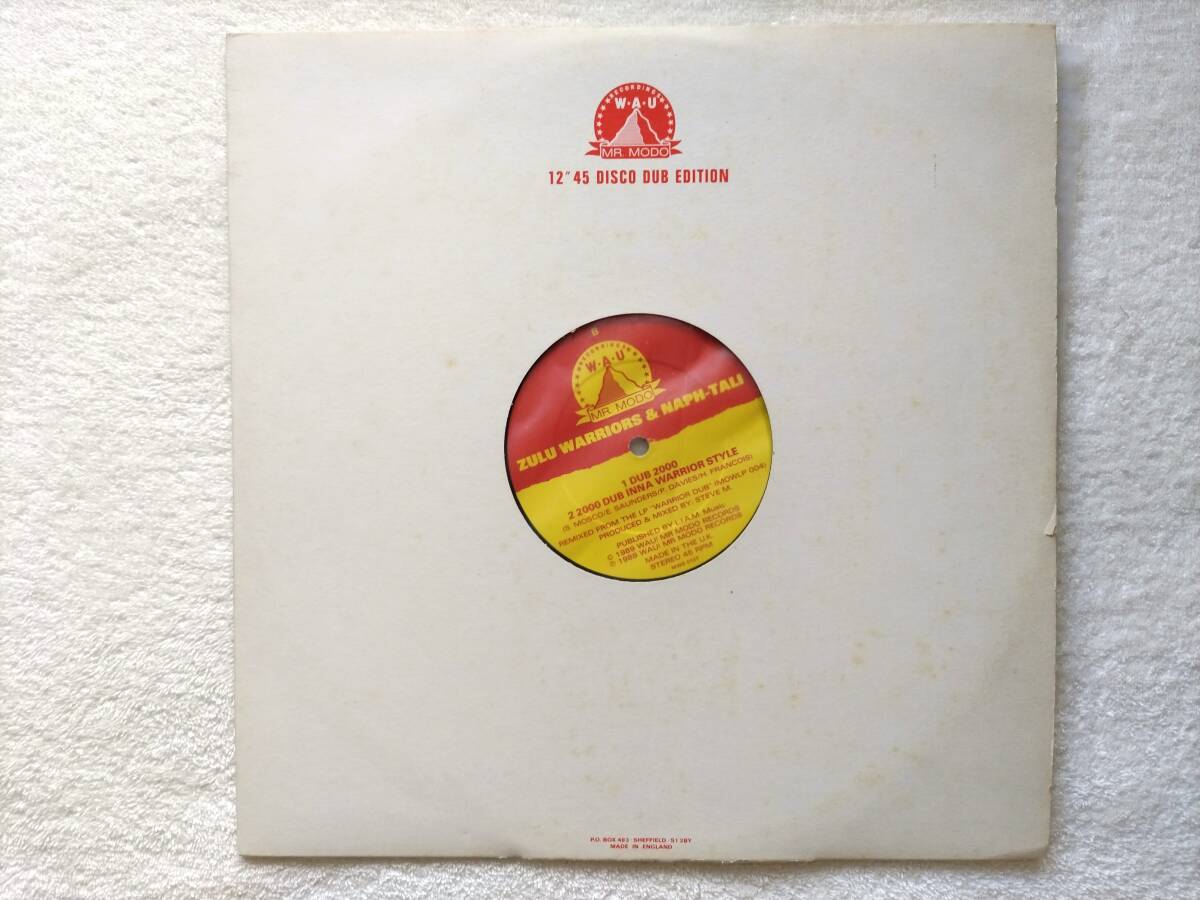 RECORDINGS
W·A·U
MR. MODO
12" 45 DISCO DUB EDITION
B
RECORDINGS
W·A·U
MR. MODO
ZULU WARRIORS & NAPH-TALI
1 DUB 2000
2 2000 DUB INNA WARRIOR STYLE
(S. MOSCO/E. SAUNDERS/P. DAVIES/H. FRANCOIS)
REMIXED FROM THE LP "WARRIOR DUB" (MOWLP 004)
PRODUCED & MIXED BY: STEVE M.
PUBLISHED BY I.I.A.M. Music
© 1989 WAU! MR MODO RECORDS
℗ 1989 WAU! MR MODO RECORDS
MADE IN THE U.K.
STEREO 45 RPM
P.O. BOX 483 · SHEFFIELD · S1 2BY
MADE IN ENGLAND